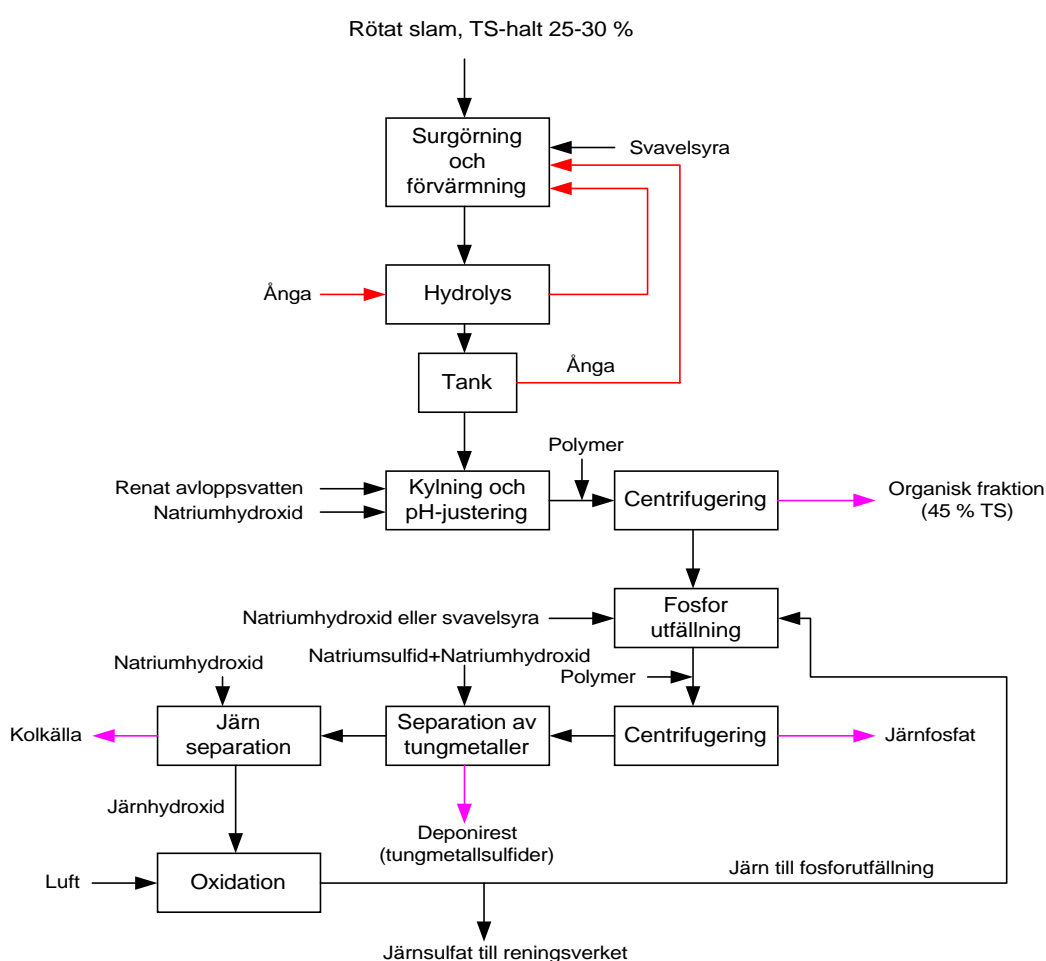 Rötat slam, TS-halt 25-30 %
Surgörning
och
förvärmning
Svavelsyra
Ånga
Hydrolys
Tank
Ånga
Polymer
Renat avloppsvatten
Natriumhydroxid
Kylning och
pH-justering
Centrifugering
Organisk fraktion
(45 % TS)
Natriumhydroxid eller svavelsyra
Fosfor
utfällning
Natriumhydroxid
Natriumsulfid+Natriumhydroxid
Polymer
Kolkälla
Järn
separation
Separation av
tungmetaller
Centrifugering
Järnfosfat
Järnhydroxid
Deponirest
(tungmetallsulfider)
Luft
Oxidation
Järn till fosforutfällning
Järnsulfat till reningsverket